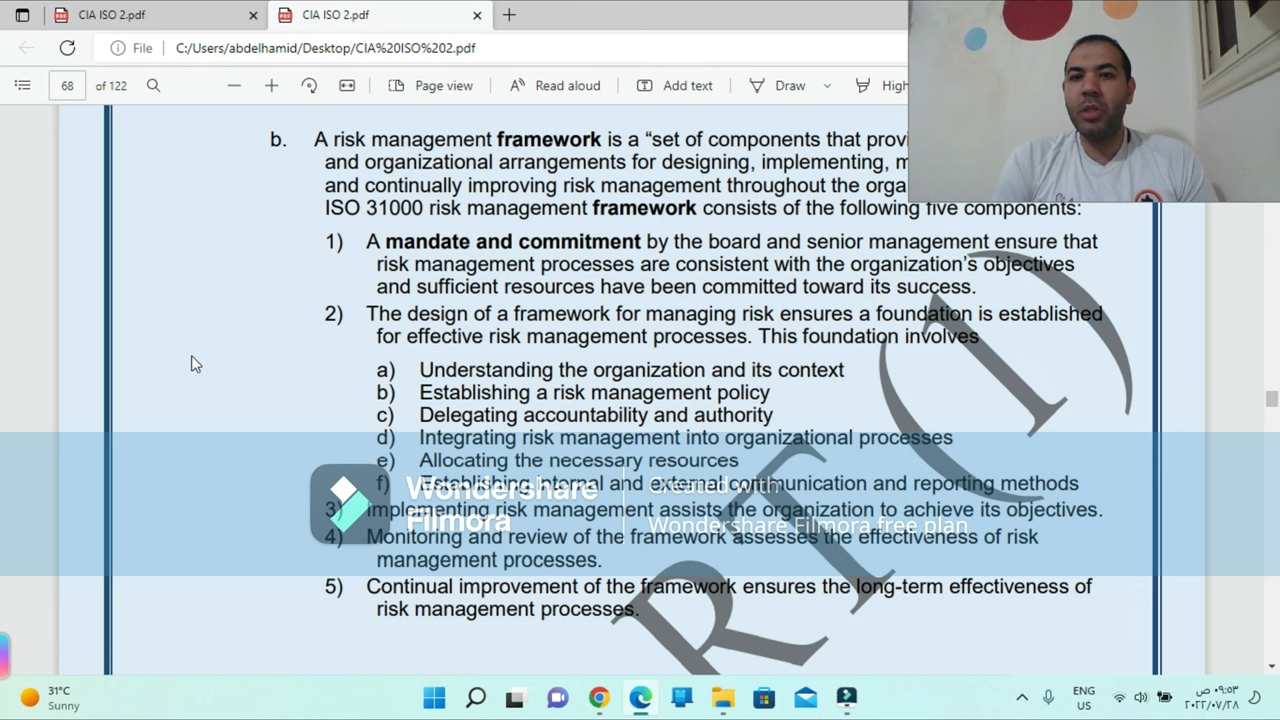 CIA ISO 2.pdf
CIA ISO 2.pdf
File
C:/Users/abdelhamid/Desktop/CIA%20ISO%202.pdf
68 of 122
Page view
Read aloud
Add text
Draw
b. A risk management framework is a “set of components that
and organizational arrangements for designing, implementing,
and continually improving risk management throughout the
ISO 31000 risk management framework consists of the following five components:
1) A mandate and commitment by the board and senior management ensure that
risk management processes are consistent with the organization’s objectives
and sufficient resources have been committed toward its success.
2) The design of a framework for managing risk ensures a foundation is established
for effective risk management processes. This foundation involves
a) Understanding the organization and its context
b) Establishing a risk management policy
c) Delegating accountability and authority
d) Integrating risk management into organizational processes
e) Allocating the necessary resources
f) Establishing internal and external communication and reporting methods
3) Implementing risk management assists the organization to achieve its objectives.
4) Monitoring and review of the framework assesses the effectiveness of risk
management processes.
5) Continual improvement of the framework ensures the long-term effectiveness of
risk management processes.
RT (I)
Wondershare
Filmora
Created with
Wondershare Filmora free plan
31°C
Sunny
ENG
US
٠٩:٥٣ ص
٢٠٢٢/٠٧/٢٨